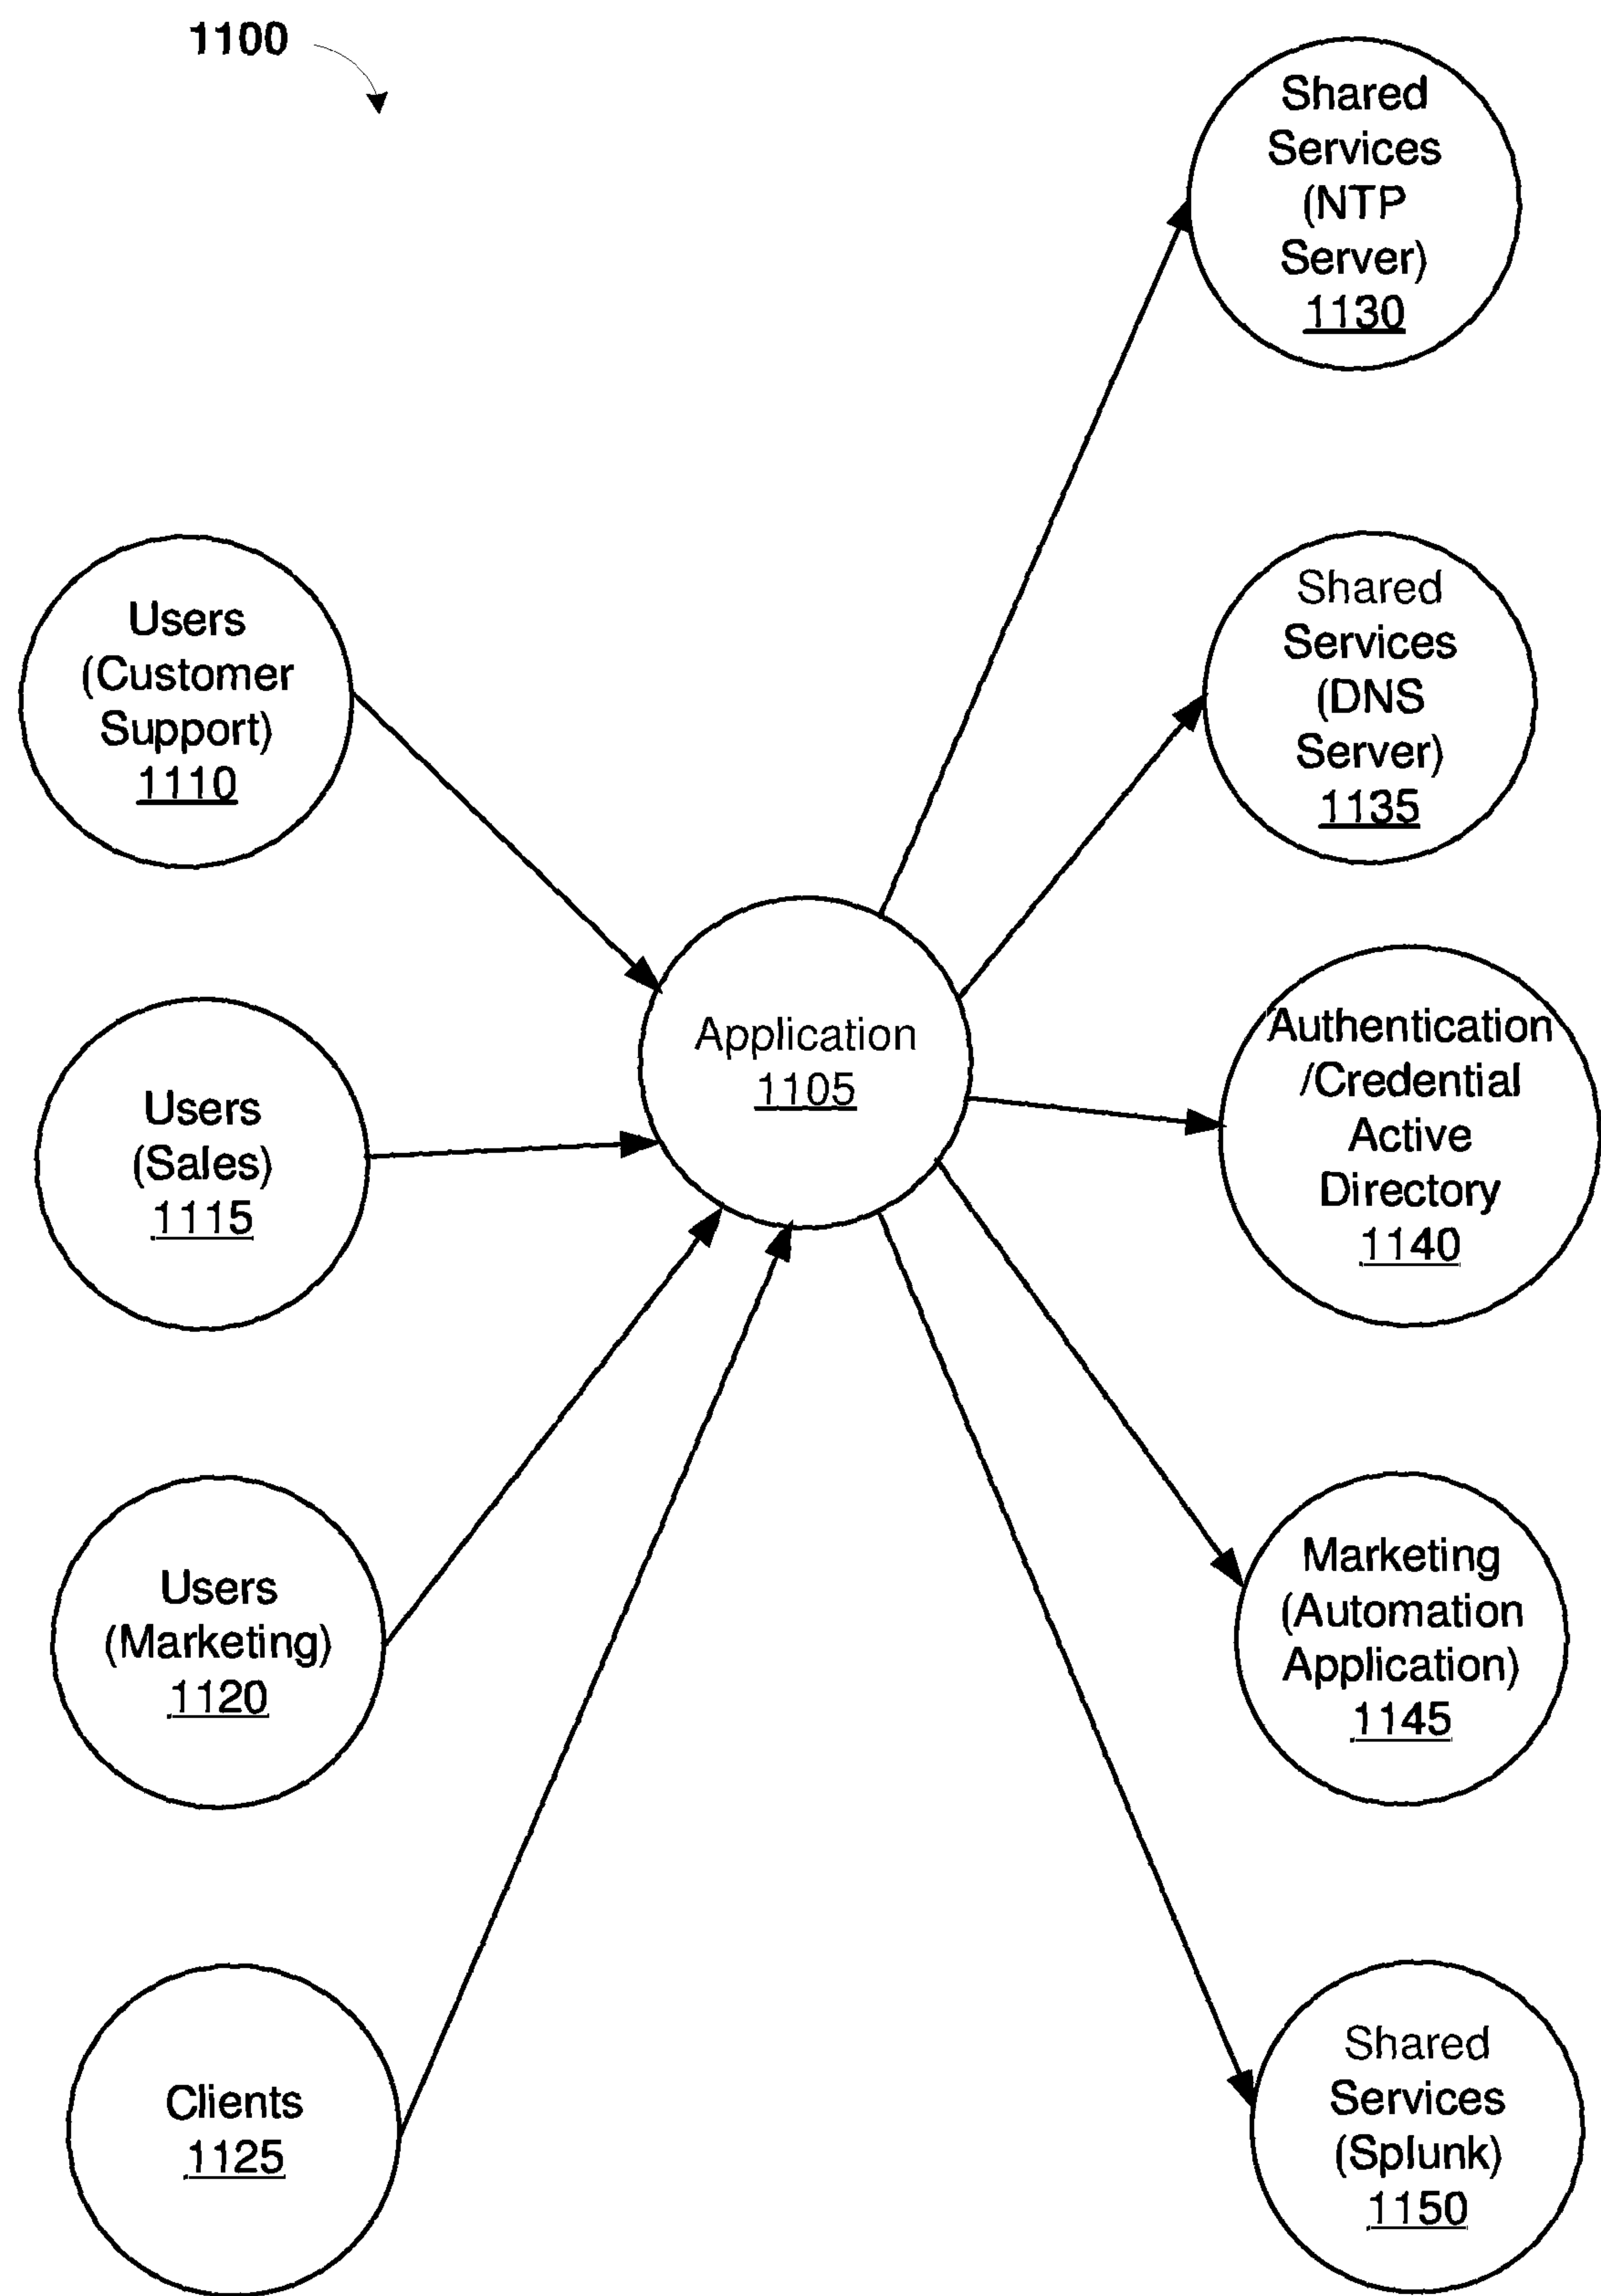 1100
Shared
Services
(NTP
Server)
1130
Users
(Customer
Support)
1110
Shared
Services
(DNS
Server)
1135
Application
1105
Users
(Sales)
1115
Authentication
/Credential
Active
Directory
1140
Users
(Marketing)
1120
Marketing
(Automation
Application)
1145
Clients
1125
Shared
Services
(Splunk)
1150